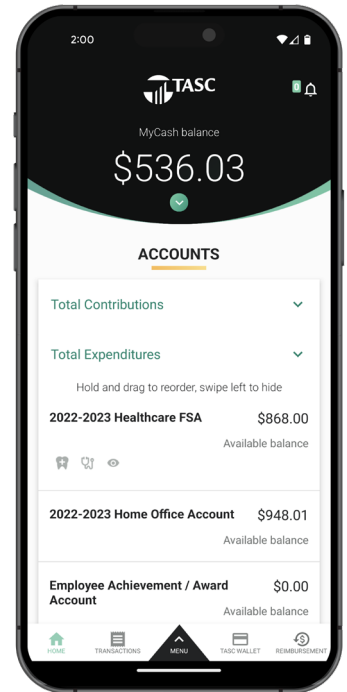 2:00
TASC
0
MyCash balance
$536.03
ACCOUNTS
Total Contributions
Total Expenditures
Hold and drag to reorder, swipe left to hide
2022-2023 Healthcare FSA $868.00
Available balance
2022-2023 Home Office Account $948.01
Available balance
Employee Achievement / Award $0.00
Account
Available balance
HOME TRANSACTIONS MENU TASC WALLET REIMBURSEMENT